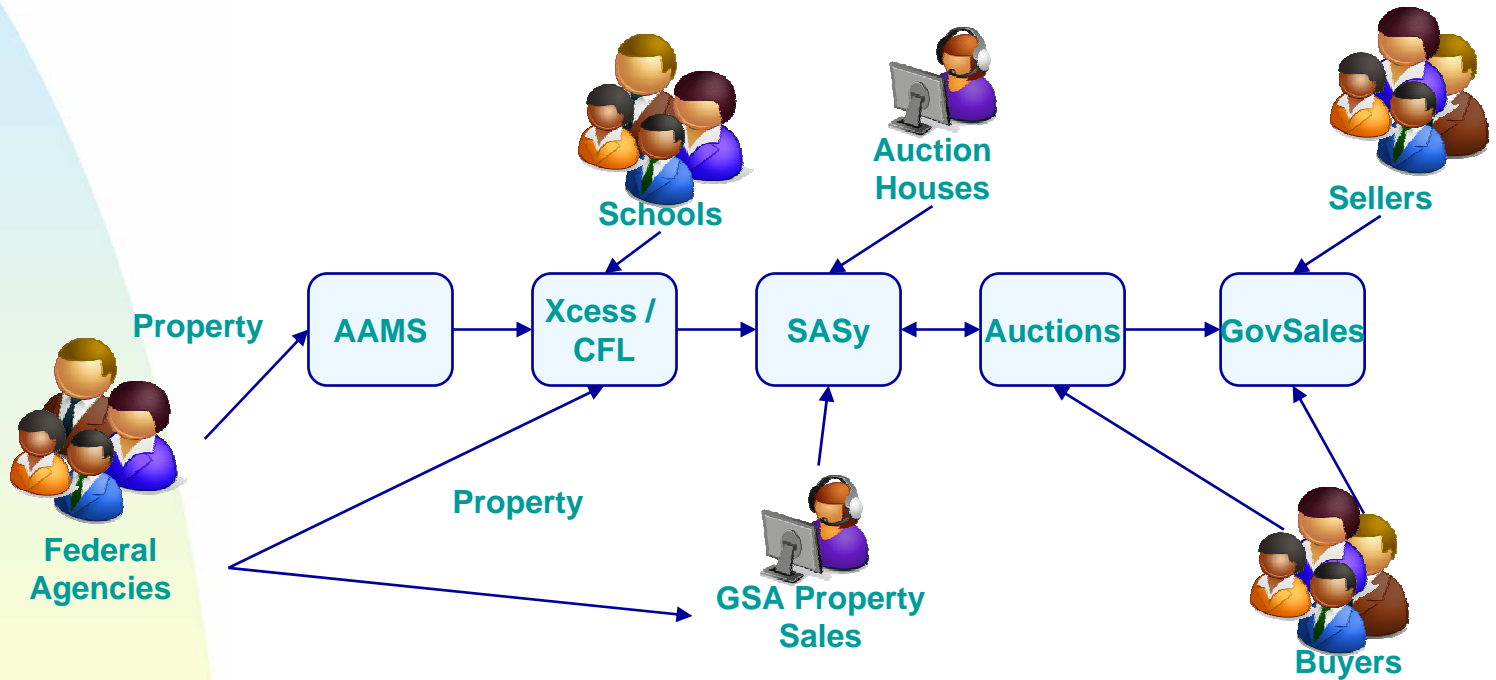 Schools
Auction
Houses
Sellers
Property
AAMS
Xcess /
CFL
SASy
Auctions
GovSales
Property
Federal
Agencies
GSA Property
Sales
Buyers